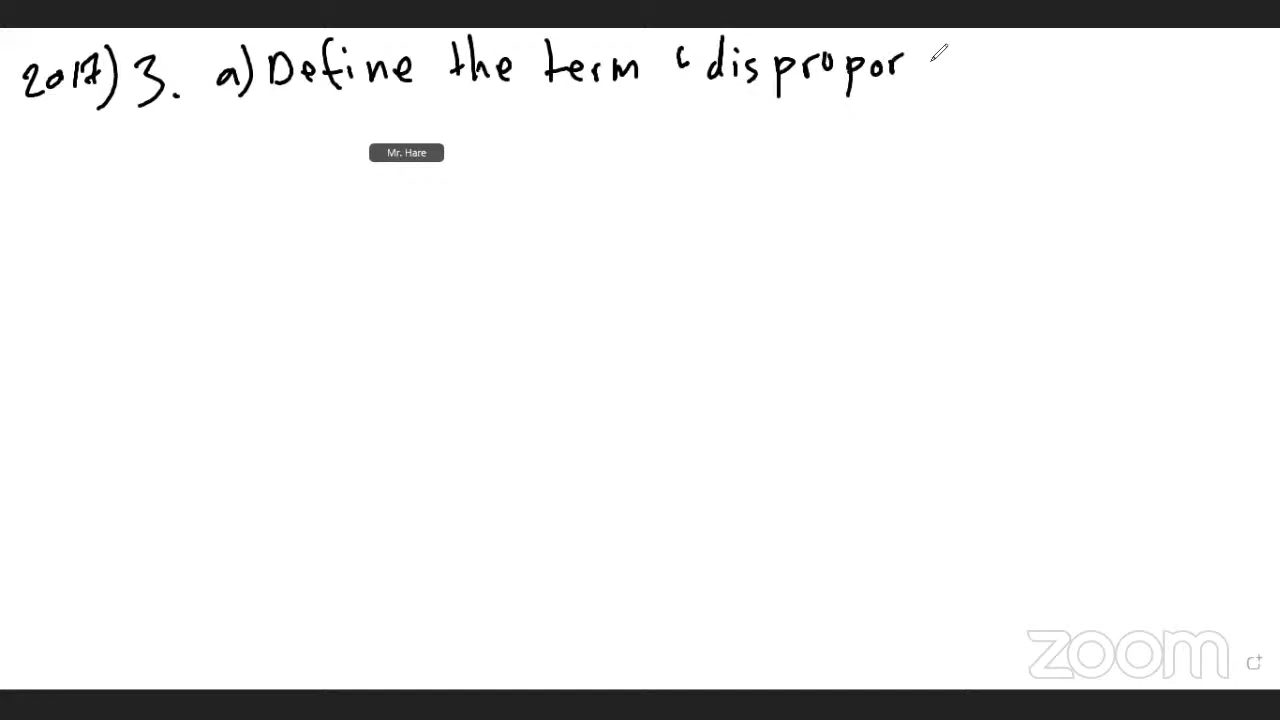 2017) 3. a) Define the term ‘dispropor
Mr. Hare
zoom